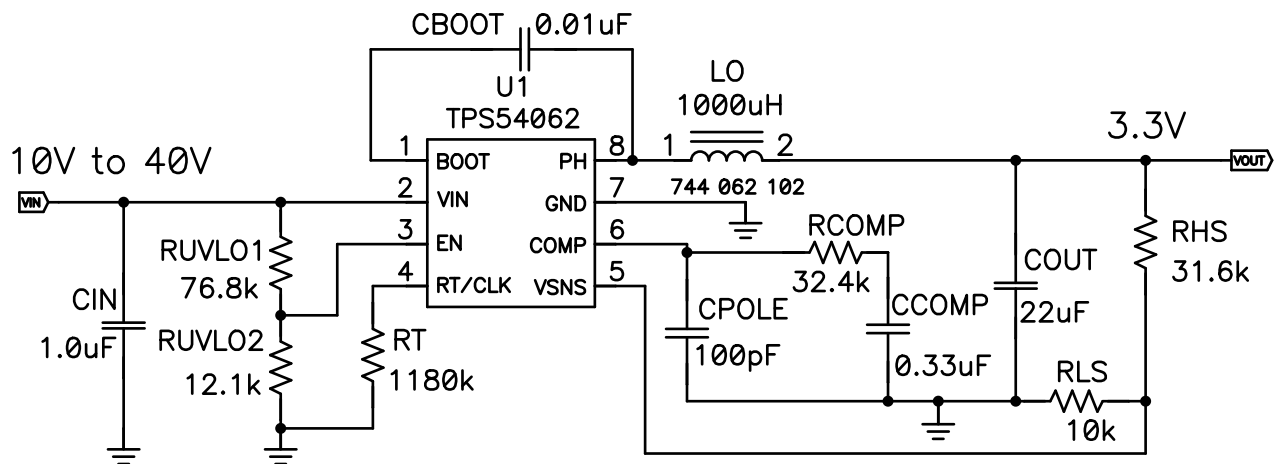 CBOOT 0.01uF
U1
TPS54062
LO
1000uH
3.3V
1 BOOT PH 8
1 2
VOUT
10V to 40V
744 062 102
VIN
2 VIN GND 7
3 EN COMP 6
4 RT/CLK VSNS 5
RUVLO1
76.8k
RCOMP
32.4k
RHS
31.6k
COUT
22uF
CIN
1.0uF
CPOLE
100pF
CCOMP
0.33uF
RUVLO2
12.1k
RT
1180k
RLS
10k